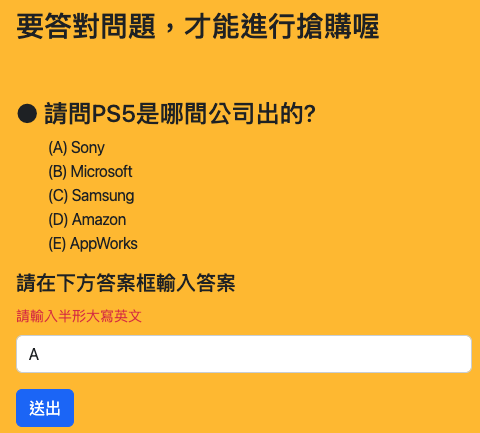 要答對問題，才能進行搶購喔
● 請問PS5是哪間公司出的?
(A) Sony
(B) Microsoft
(C) Samsung
(D) Amazon
(E) AppWorks
請在下方答案框輸入答案
請輸入半形大寫英文
A
送出